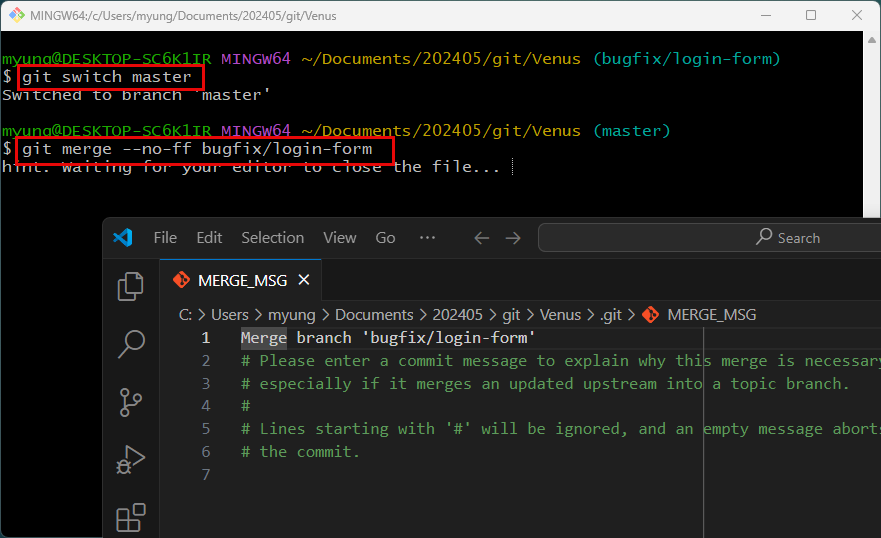 MINGW64:/c/Users/myung/Documents/202405/git/Venus
myung@DESKTOP-SC6K1IR MINGW64 ~/Documents/202405/git/Venus (bugfix/login-form)
$ git switch master
Switched to branch 'master'
myung@DESKTOP-SC6K1IR MINGW64 ~/Documents/202405/git/Venus (master)
$ git merge --no-ff bugfix/login-form
hint: Waiting for your editor to close the file...
File Edit Selection View Go ··· Search
MERGE_MSG
C: > Users > myung > Documents > 202405 > git > Venus > .git > MERGE_MSG
1 Merge branch 'bugfix/login-form'
2 # Please enter a commit message to explain why this merge is necessary
3 # especially if it merges an updated upstream into a topic branch.
4 #
5 # Lines starting with '#' will be ignored, and an empty message aborts
6 # the commit.
7